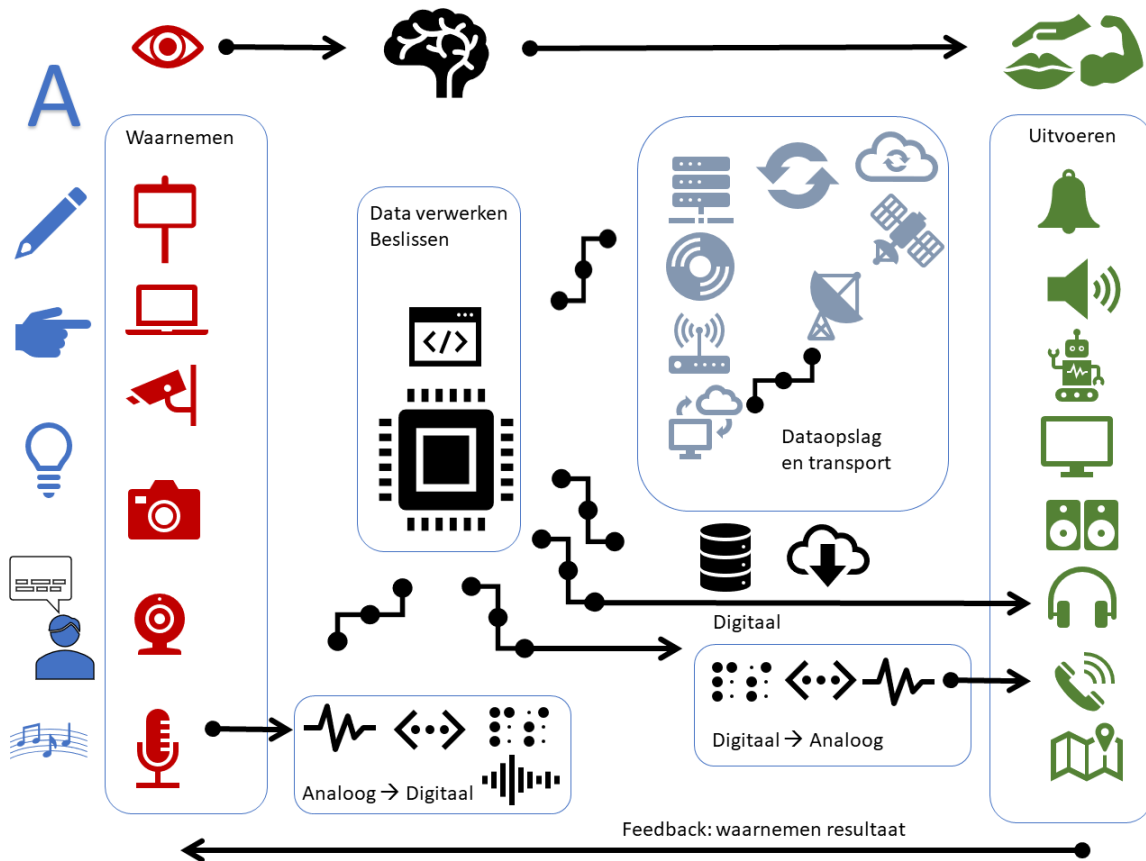 A
Waarnemen
Uitvoeren
Data verwerken
Beslissen
</>
Dataopslag
en transport
Digitaal
Digitaal → Analoog
Analoog → Digitaal
Feedback: waarnemen resultaat